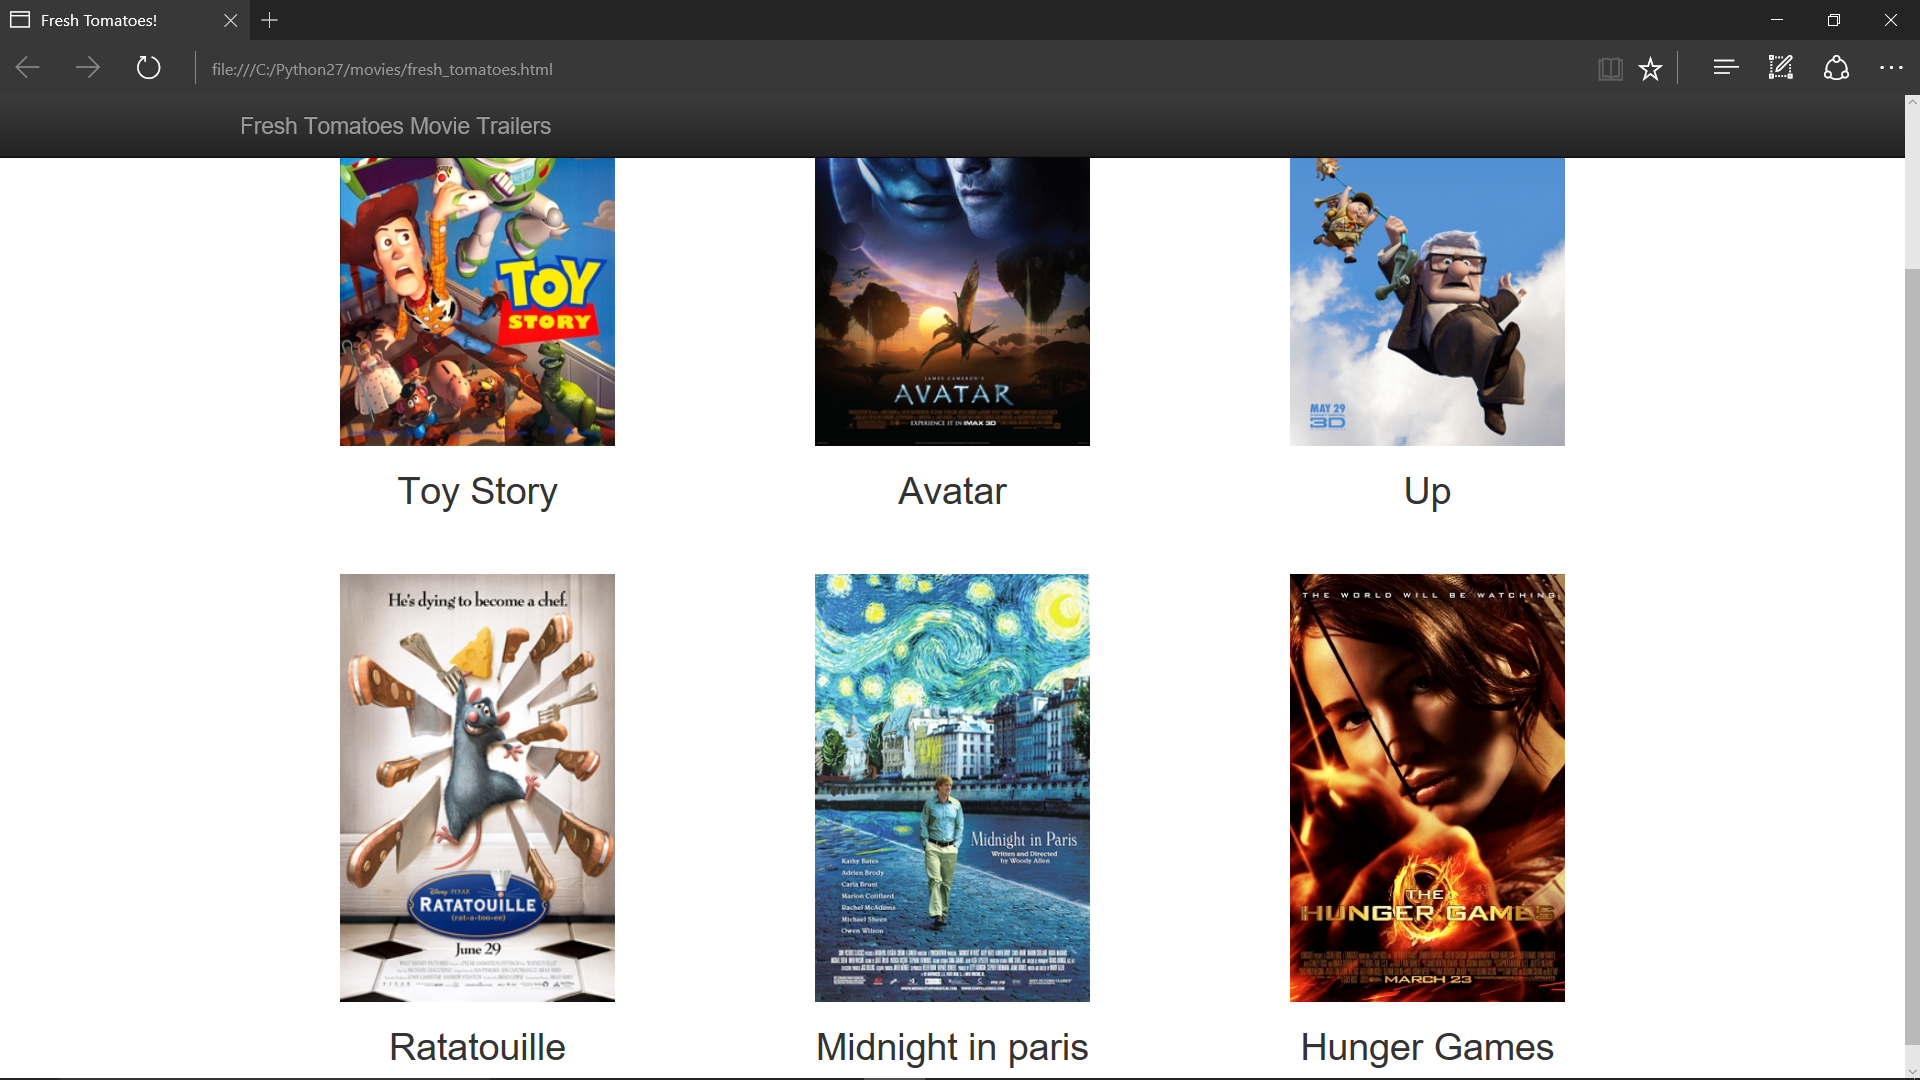 Fresh Tomatoes!
file:///C:/Python27/movies/fresh_tomatoes.html
Fresh Tomatoes Movie Trailers
TOY
STORY
JAMES CAMERON'S
AVATAR
EXPERIENCE IT IN IMAX 3D
MAY 29
3D
Toy Story
Avatar
Up
He's dying to become a chef.
Disney PIXAR
RATATOUILLE
(rat-a-too-ee)
June 29
Midnight in Paris
Written and Directed
by Woody Allen
Kathy Bates
Adrien Brody
Carla Bruni
Marion Cotillard
Rachel McAdams
Michael Sheen
Owen Wilson
THE WORLD WILL BE WATCHING
THE
HUNGER GAMES
MARCH 23
Ratatouille
Midnight in paris
Hunger Games